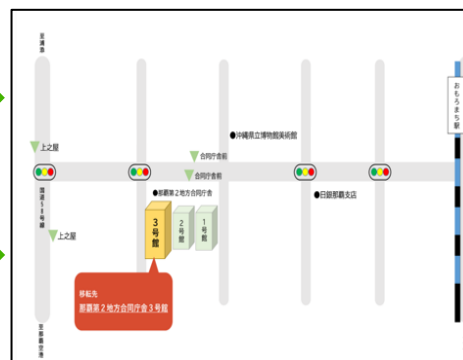 至浦添
おもろまち駅
●沖縄県立博物館美術館
上之屋
合同庁舎前
合同庁舎前
国道58号線
●那覇第2地方合同庁舎
●日銀那覇支店
上之屋
3号館
2号館
1号館
移転先
那覇第2地方合同庁舎3号館
至那覇空港